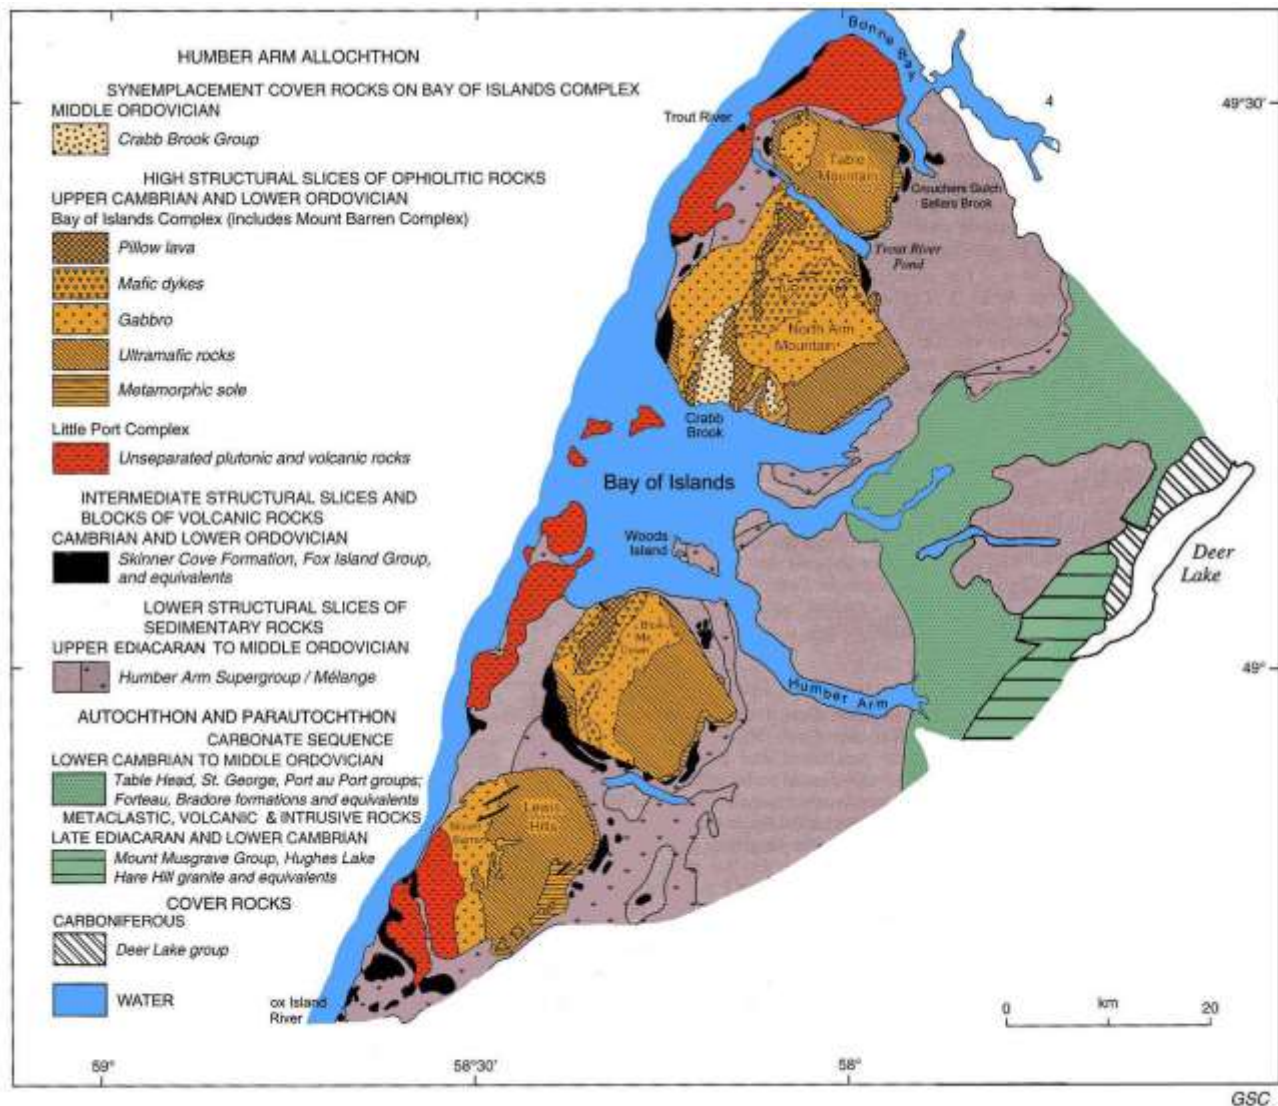 HUMBER ARM ALLOCHTHON
SYNEMPLACEMENT COVER ROCKS ON BAY OF ISLANDS COMPLEX
MIDDLE ORDOVICIAN
Crabb Brook Group
HIGH STRUCTURAL SLICES OF OPHIOLITIC ROCKS
UPPER CAMBRIAN AND LOWER ORDOVICIAN
Bay of Islands Complex (includes Mount Barren Complex)
Pillow lava
Mafic dykes
Gabbro
Ultramafic rocks
Metamorphic sole
Little Port Complex
Unseparated plutonic and volcanic rocks
INTERMEDIATE STRUCTURAL SLICES AND
BLOCKS OF VOLCANIC ROCKS
CAMBRIAN AND LOWER ORDOVICIAN
Skinner Cove Formation, Fox Island Group,
and equivalents
LOWER STRUCTURAL SLICES OF
SEDIMENTARY ROCKS
UPPER EDIACARAN TO MIDDLE ORDOVICIAN
Humber Arm Supergroup / Mélange
AUTOCHTHON AND PARAUTOCHTHON
CARBONATE SEQUENCE
LOWER CAMBRIAN TO MIDDLE ORDOVICIAN
Table Head, St. George, Port au Port groups;
Forteau, Bradore formations and equivalents
METACLASTIC, VOLCANIC & INTRUSIVE ROCKS
LATE EDIACARAN AND LOWER CAMBRIAN
Mount Musgrave Group, Hughes Lake
Hare Hill granite and equivalents
COVER ROCKS
CARBONIFEROUS
Deer Lake group
WATER
Bonne Bay
4
49°30'
Trout River
Table
Mountain
Crouchers Gulch
Sellers Brook
Trout River
Pond
North Arm
Mountain
Crabb
Brook
Bay of Islands
Woods
Island
Deer
Lake
49°
Humber Arm
Lewis
Hills
ox Island
River
0 km 20
59°
58°30'
58°
GSC